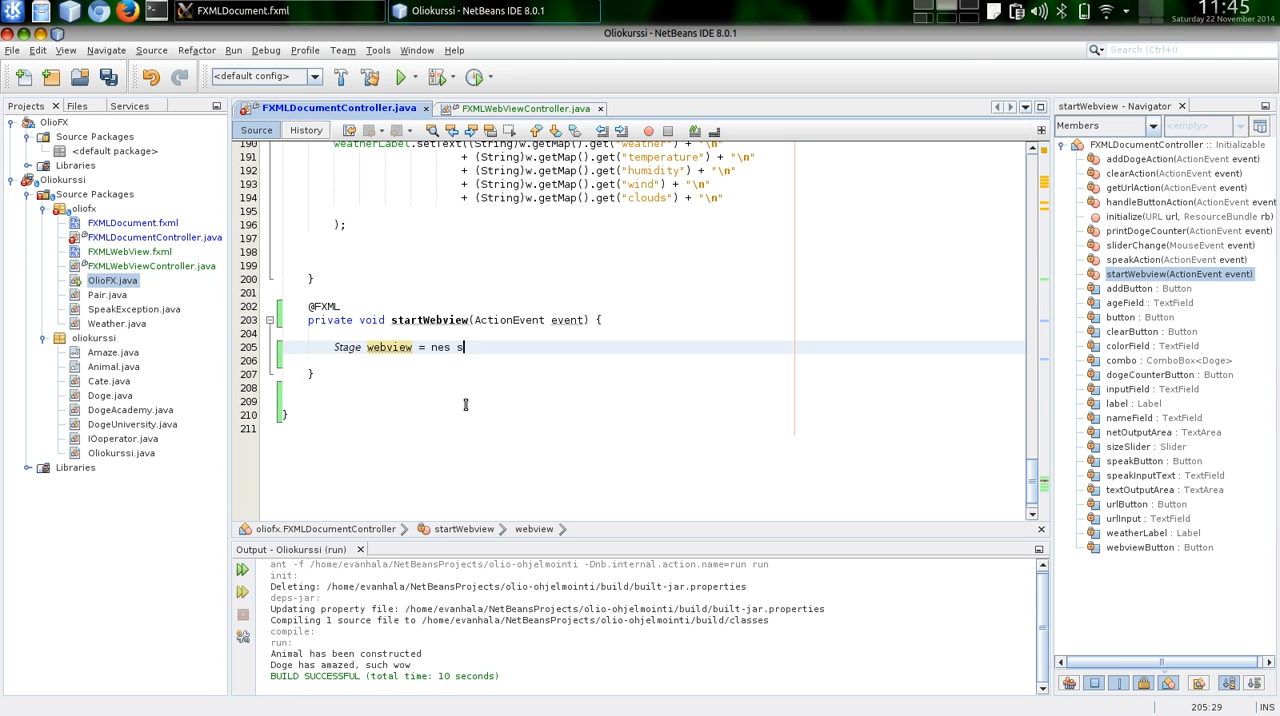 FXMLDocument.fxml
Oliokurssi - NetBeans IDE 8.0.1
11:45
Saturday 22 November 2014
Oliokurssi - NetBeans IDE 8.0.1
File Edit View Navigate Source Refactor Run Debug Profile Team Tools Window Help
Search (Ctrl+I)
<default config>
Projects Files Services
FXMLDocumentController.java FXMLWebViewController.java
startWebview - Navigator
Source History
Members <empty>
OlioFX
Source Packages
<default package>
Libraries
Oliokurssi
Source Packages
oliofx
FXMLDocument.fxml
FXMLDocumentController.java
FXMLWebView.fxml
FXMLWebViewController.java
OlioFX.java
Pair.java
SpeakException.java
Weather.java
oliokurssi
Amaze.java
Animal.java
Cate.java
Doge.java
DogeAcademy.java
DogeUniversity.java
IOoperator.java
Oliokurssi.java
Libraries
190 weatherLabel.setText((String)w.getMap().get("weather") + "\n"
191 + (String)w.getMap().get("temperature") + "\n"
192 + (String)w.getMap().get("humidity") + "\n"
193 + (String)w.getMap().get("wind") + "\n"
194 + (String)w.getMap().get("clouds") + "\n"
195
196 );
197
198
199
200 }
201
202 @FXML
203 private void startWebview(ActionEvent event) {
204
205 Stage webview = nes s
206
207 }
208
209
210 }
211
oliofx.FXMLDocumentController startWebview webview
Output - Oliokurssi (run)
ant -f /home/evanhala/NetBeansProjects/olio-ohjelmointi -Dnb.internal.action.name=run run
init:
Deleting: /home/evanhala/NetBeansProjects/olio-ohjelmointi/build/built-jar.properties
deps-jar:
Updating property file: /home/evanhala/NetBeansProjects/olio-ohjelmointi/build/built-jar.properties
Compiling 1 source file to /home/evanhala/NetBeansProjects/olio-ohjelmointi/build/classes
compile:
run:
Animal has been constructed
Doge has amazed, such wow
BUILD SUCCESSFUL (total time: 10 seconds)
FXMLDocumentController :: Initializable
addDogeAction(ActionEvent event)
clearAction(ActionEvent event)
getUrlAction(ActionEvent event)
handleButtonAction(ActionEvent
initialize(URL url, ResourceBundle rb)
printDogeCounter(ActionEvent event)
sliderChange(MouseEvent event)
speakAction(ActionEvent event)
startWebview(ActionEvent event)
addButton : Button
ageField : TextField
button : Button
clearButton : Button
colorField : TextField
combo : ComboBox<Doge>
dogeCounterButton : Button
inputField : TextField
label : Label
nameField : TextField
netOutputArea : TextArea
sizeSlider : Slider
speakButton : Button
speakInputText : TextField
textOutputArea : TextArea
urlButton : Button
urlInput : TextField
weatherLabel : Label
webviewButton : Button
205:29 INS